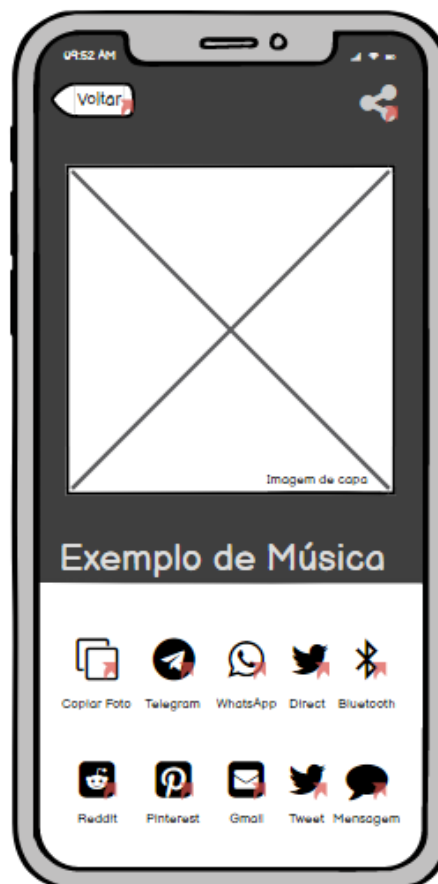 09:52 AM
Voltar
Imagem de capa
Exemplo de Música
Copiar Foto Telegram WhatsApp Direct Bluetooth
Reddit Pinterest Gmail Tweet Mensagem